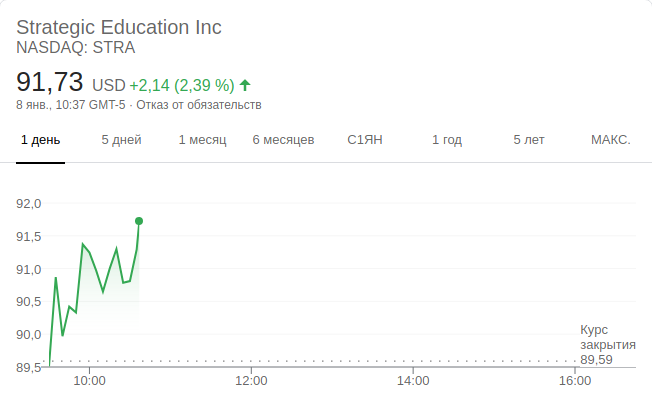 Strategic Education Inc
NASDAQ: STRA
91,73 USD +2,14 (2,39 %)
8 янв., 10:37 GMT-5 · Отказ от обязательств
1 день 5 дней 1 месяц 6 месяцев С1ЯН 1 год 5 лет МАКС.
92,0
91,5
91,0
90,5
90,0
89,5
Курс
закрытия
89,59
10:00 12:00 14:00 16:00